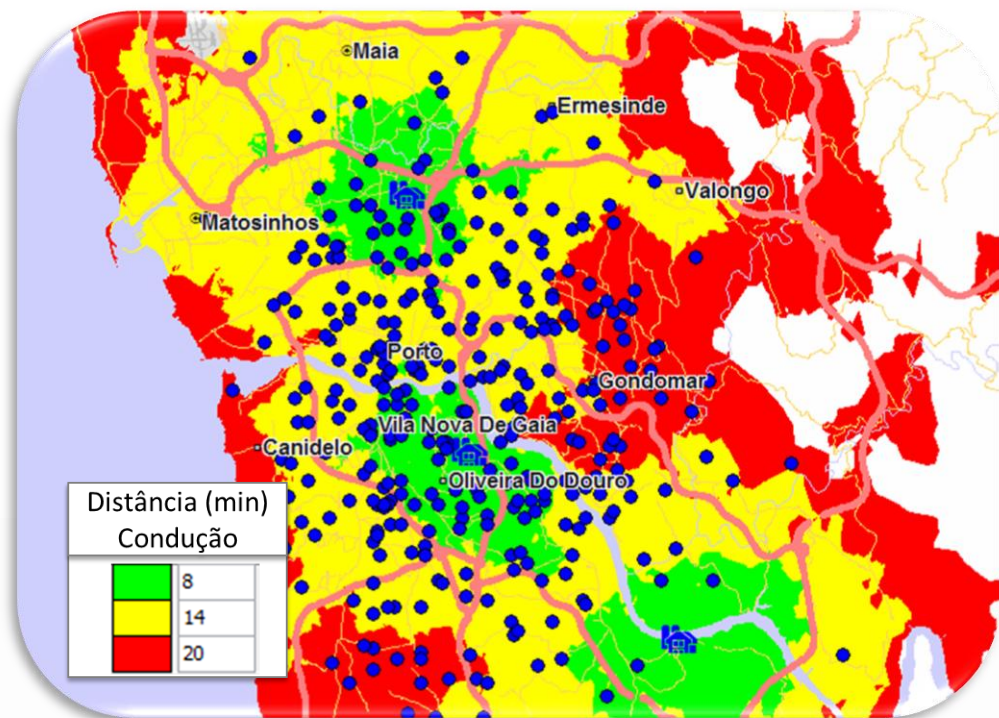 Maia
Ermesinde
Valongo
Matosinhos
Porto
Gondomar
Vila Nova De Gaia
Canidelo
Oliveira Do Douro
Distância (min)
Condução
8
14
20